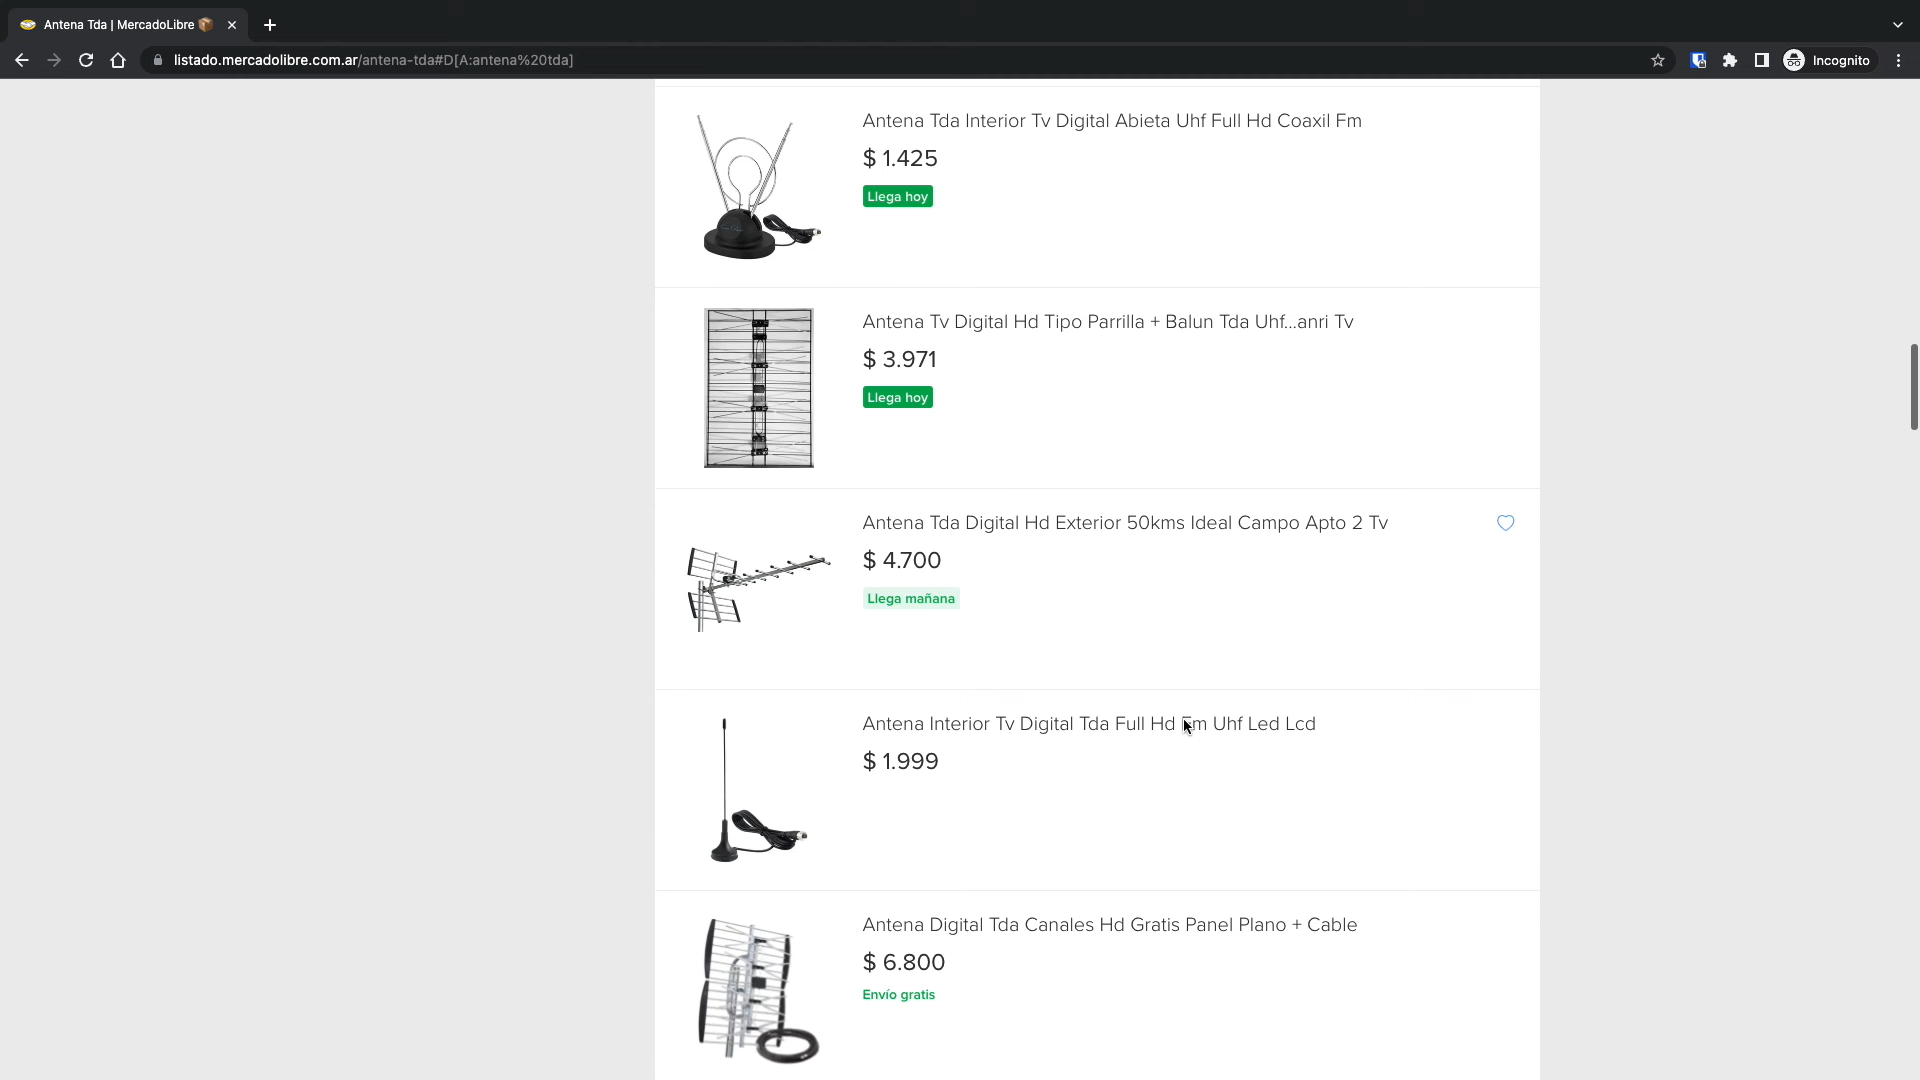 Antena Tda | MercadoLibre
listado.mercadolibre.com.ar/antena-tda#D[A:antena%20tda]
Incognito
Antena Tda Interior Tv Digital Abieta Uhf Full Hd Coaxil Fm
$ 1.425
Llega hoy
Antena Tv Digital Hd Tipo Parrilla + Balun Tda Uhf...anri Tv
$ 3.971
Llega hoy
Antena Tda Digital Hd Exterior 50kms Ideal Campo Apto 2 Tv
$ 4.700
Llega mañana
Antena Interior Tv Digital Tda Full Hd Fm Uhf Led Lcd
$ 1.999
Antena Digital Tda Canales Hd Gratis Panel Plano + Cable
$ 6.800
Envío gratis